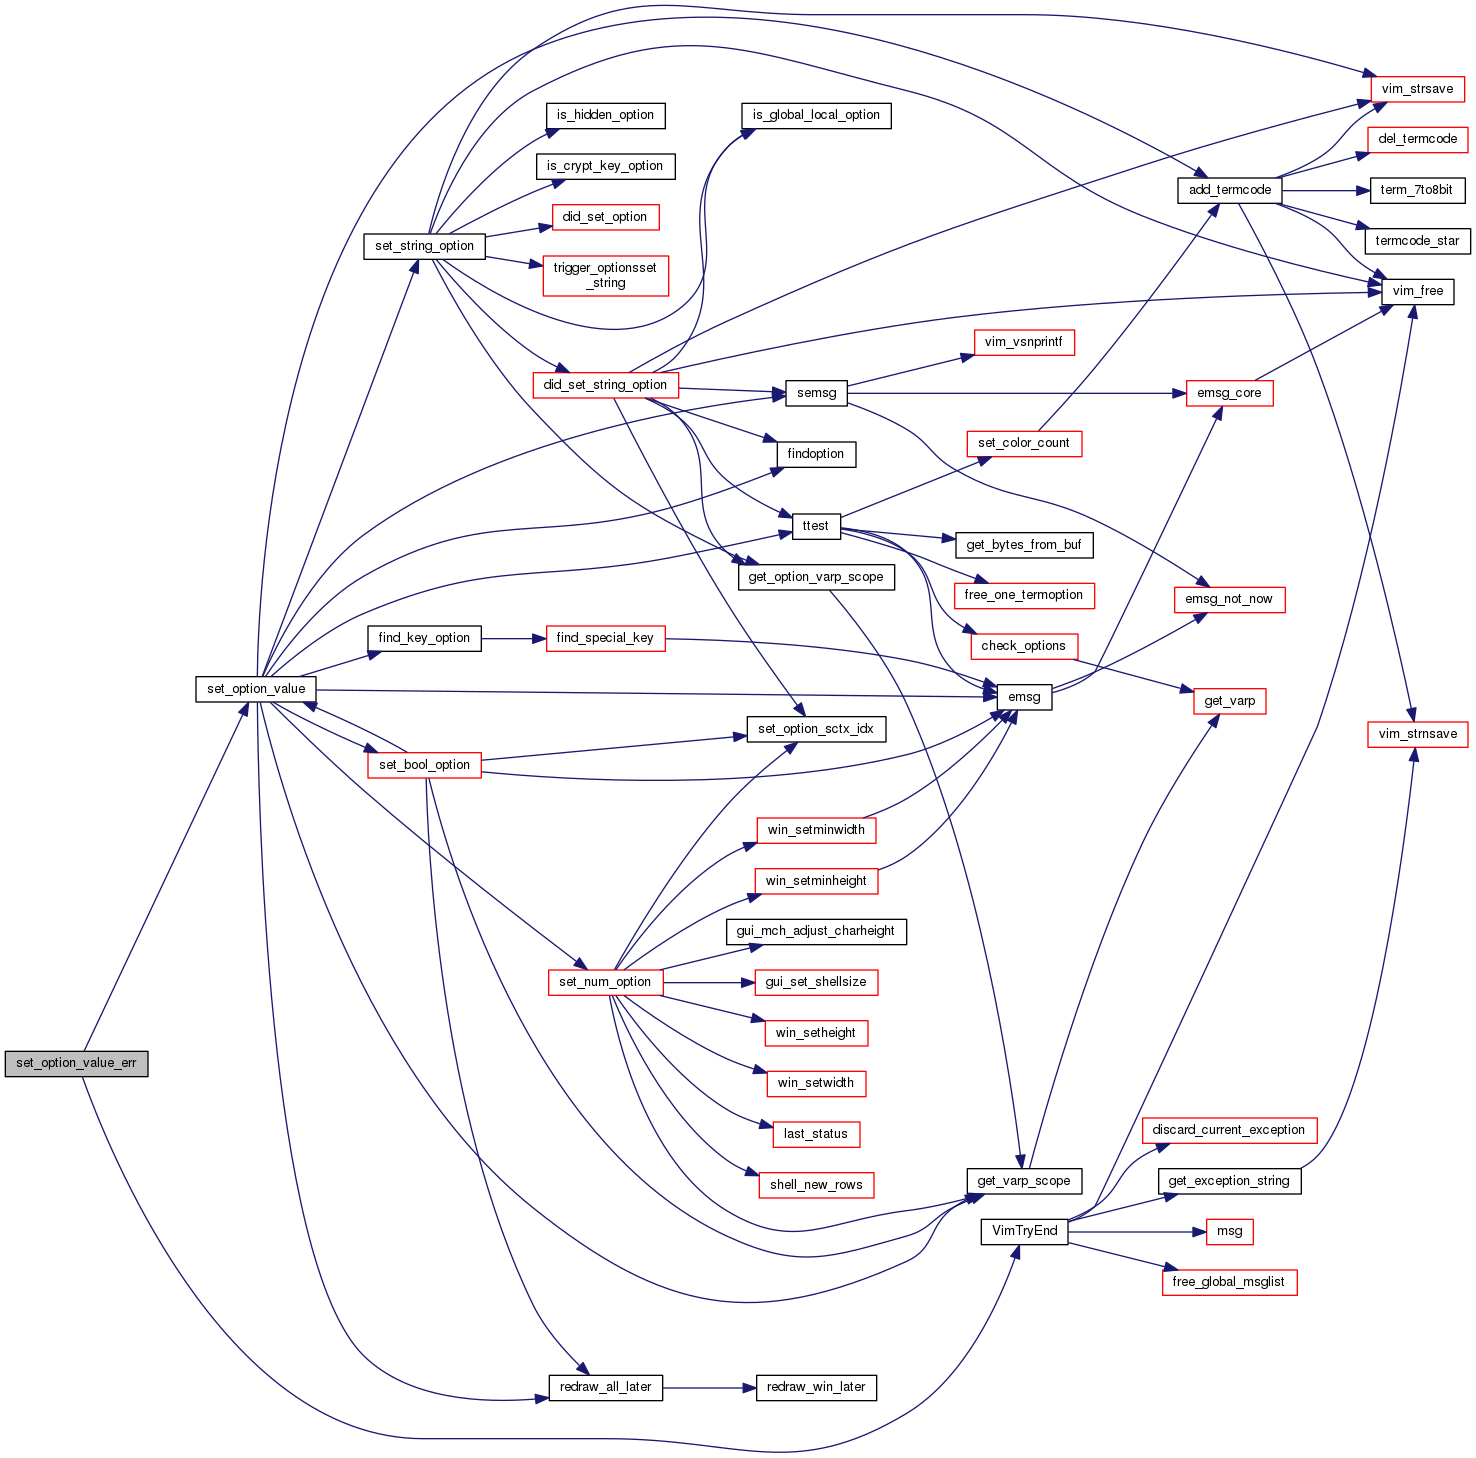 vim_strsave
is_hidden_option
is_global_local_option
del_termcode
is_crypt_key_option
add_termcode
term_7to8bit
did_set_option
set_string_option
termcode_star
trigger_optionsset
_string
vim_free
vim_vsnprintf
did_set_string_option
semsg
emsg_core
set_color_count
findoption
ttest
get_bytes_from_buf
get_option_varp_scope
free_one_termoption
emsg_not_now
find_key_option
find_special_key
check_options
set_option_value
emsg
get_varp
set_option_sctx_idx
vim_strnsave
set_bool_option
win_setminwidth
win_setminheight
gui_mch_adjust_charheight
set_num_option
gui_set_shellsize
win_setheight
set_option_value_err
win_setwidth
last_status
discard_current_exception
shell_new_rows
get_varp_scope
get_exception_string
VimTryEnd
msg
free_global_msglist
redraw_all_later
redraw_win_later